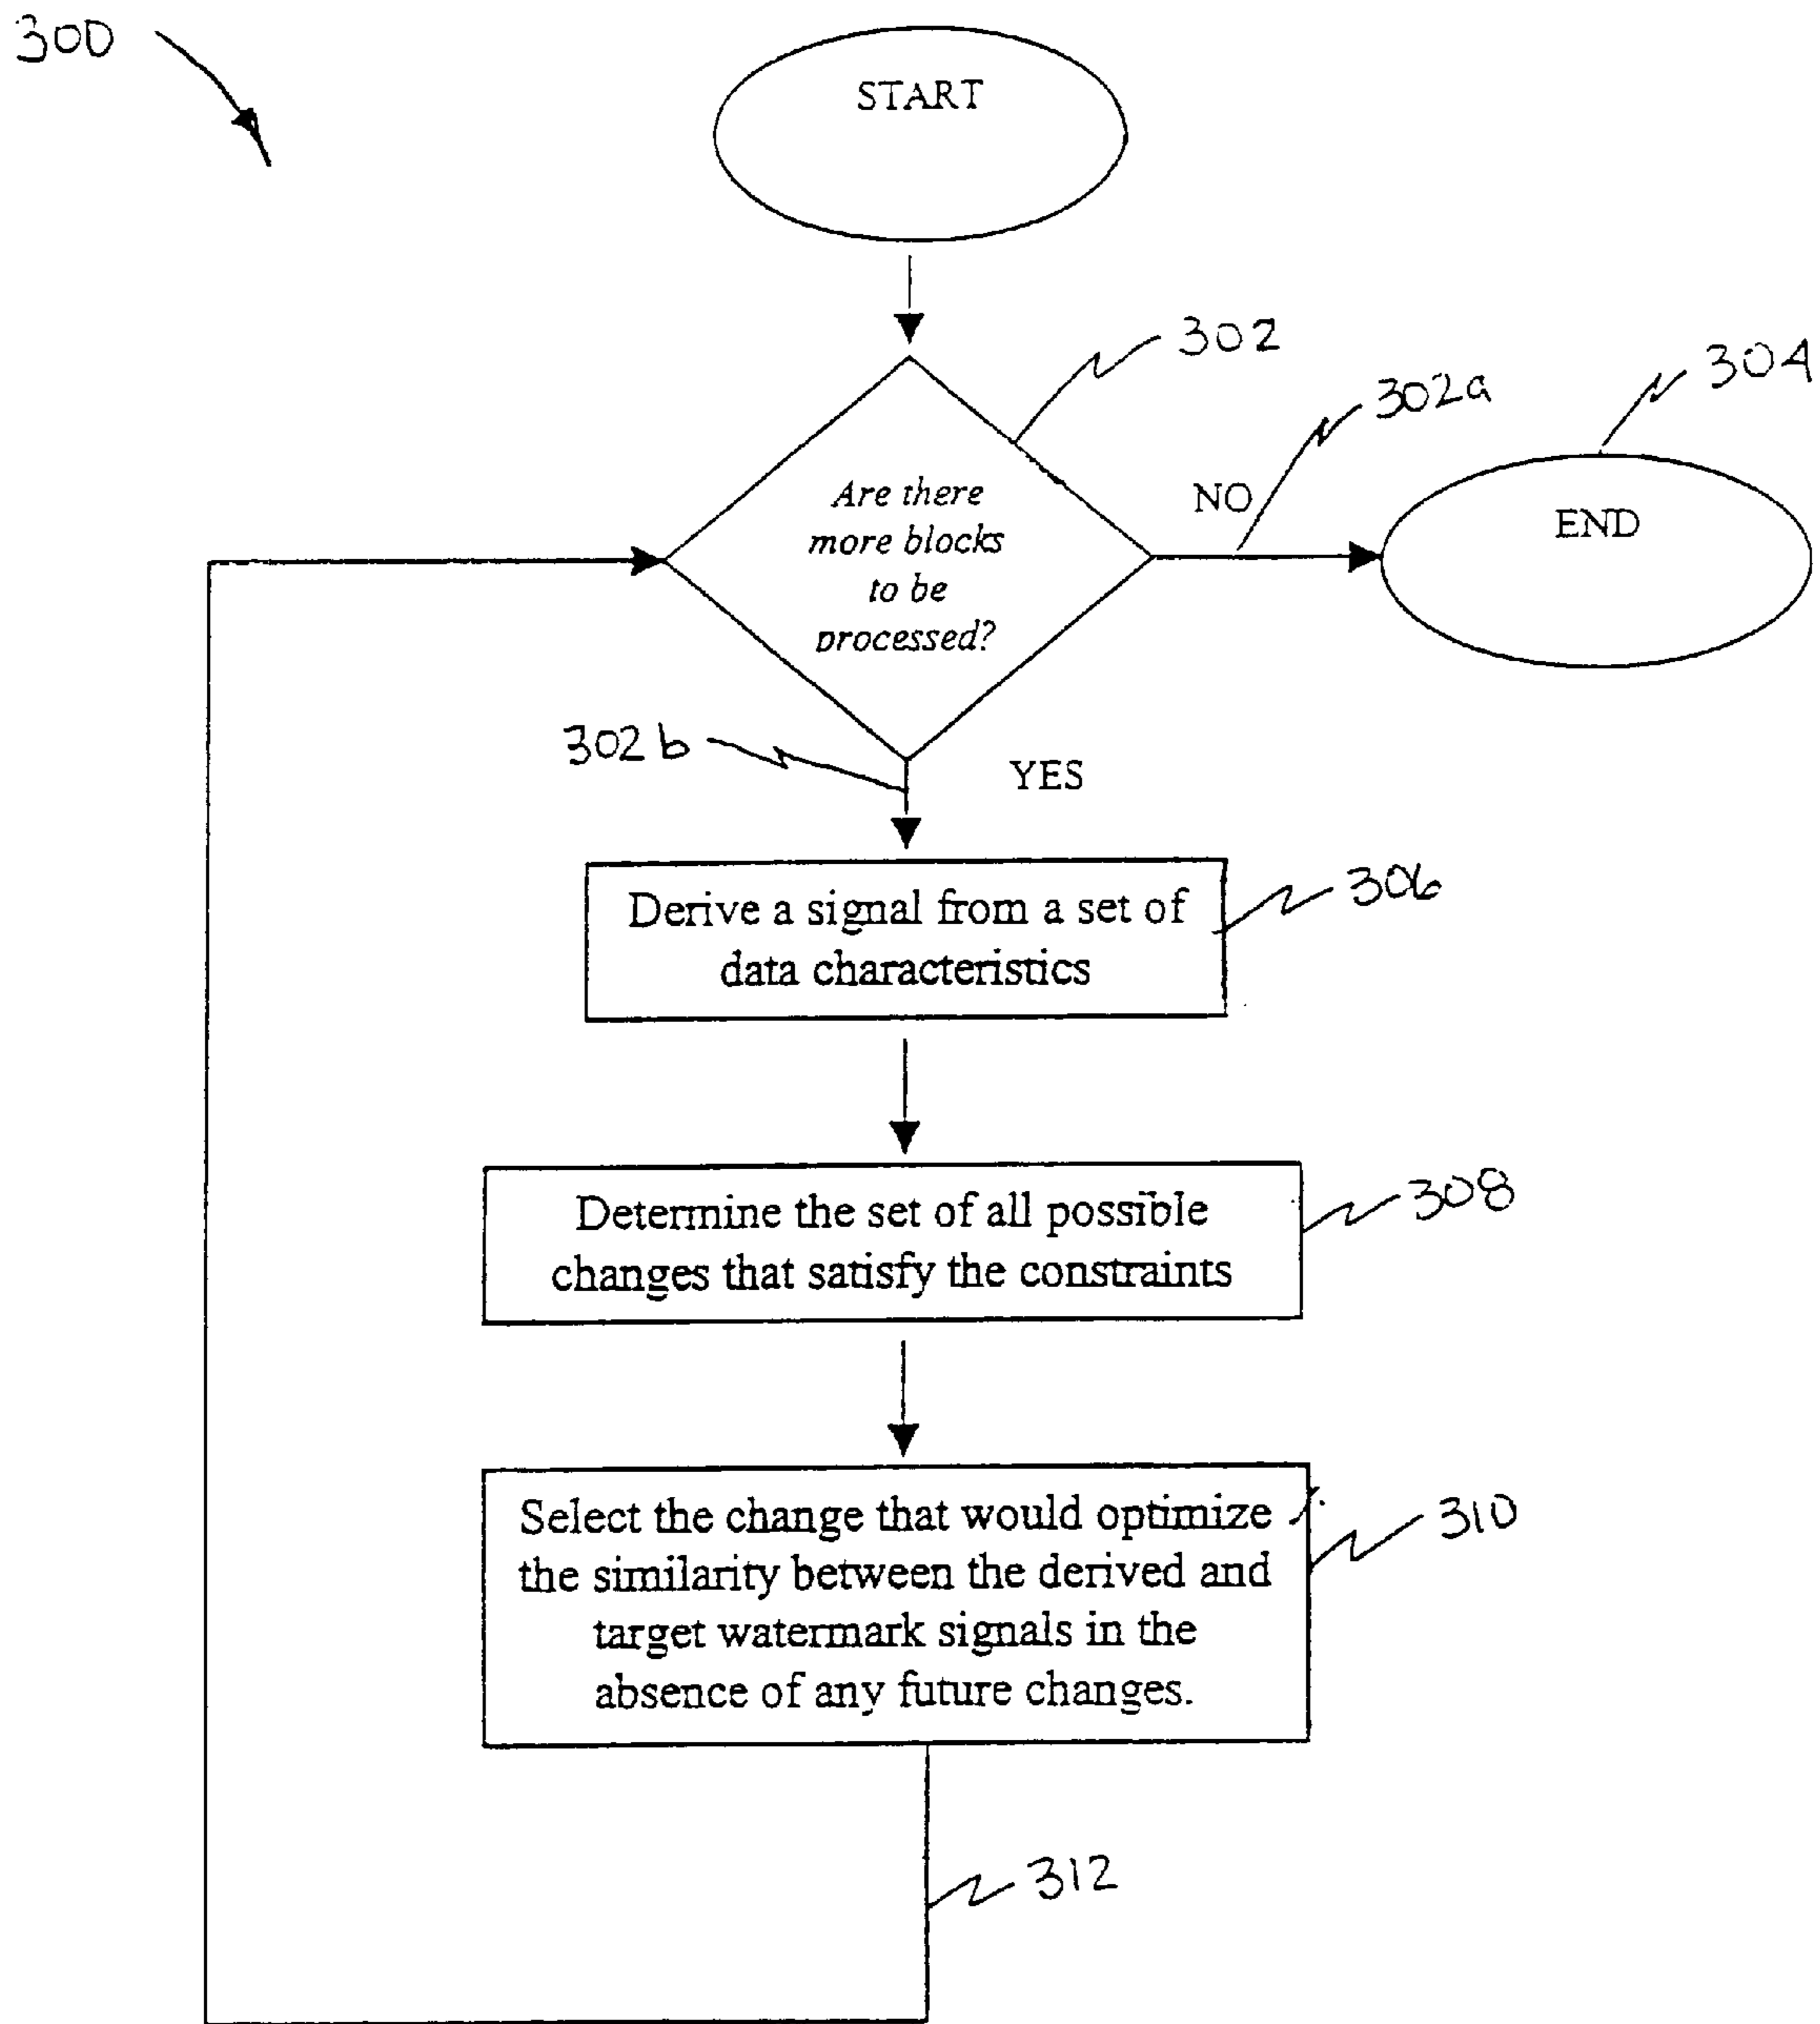 300
START
302
302a
304
Are there
more blocks
to be
processed?
NO
END
302b
YES
Derive a signal from a set of
data characteristics
306
Determine the set of all possible
changes that satisfy the constraints
308
Select the change that would optimize
the similarity between the derived and
target watermark signals in the
absence of any future changes.
310
312